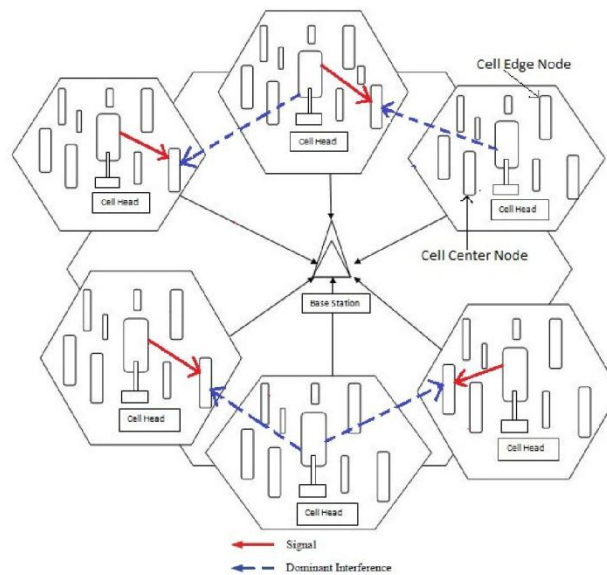 Cell Edge Node
Cell Head
Cell Head
Cell Head
Cell Center Node
Base Station
Cell Head
Cell Head
Cell Head
Signal
Dominant Interference